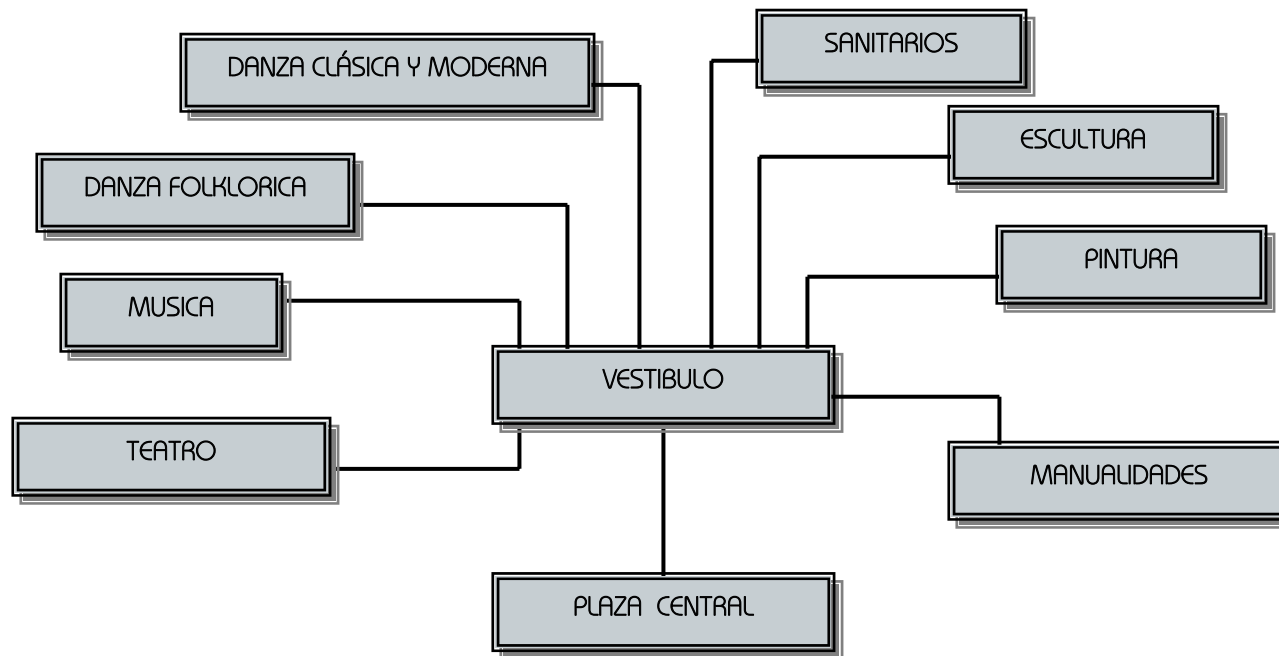 SANITARIOS
DANZA CLÁSICA Y MODERNA
ESCULTURA
DANZA FOLKLORICA
PINTURA
MUSICA
VESTIBULO
TEATRO
MANUALIDADES
PLAZA CENTRAL